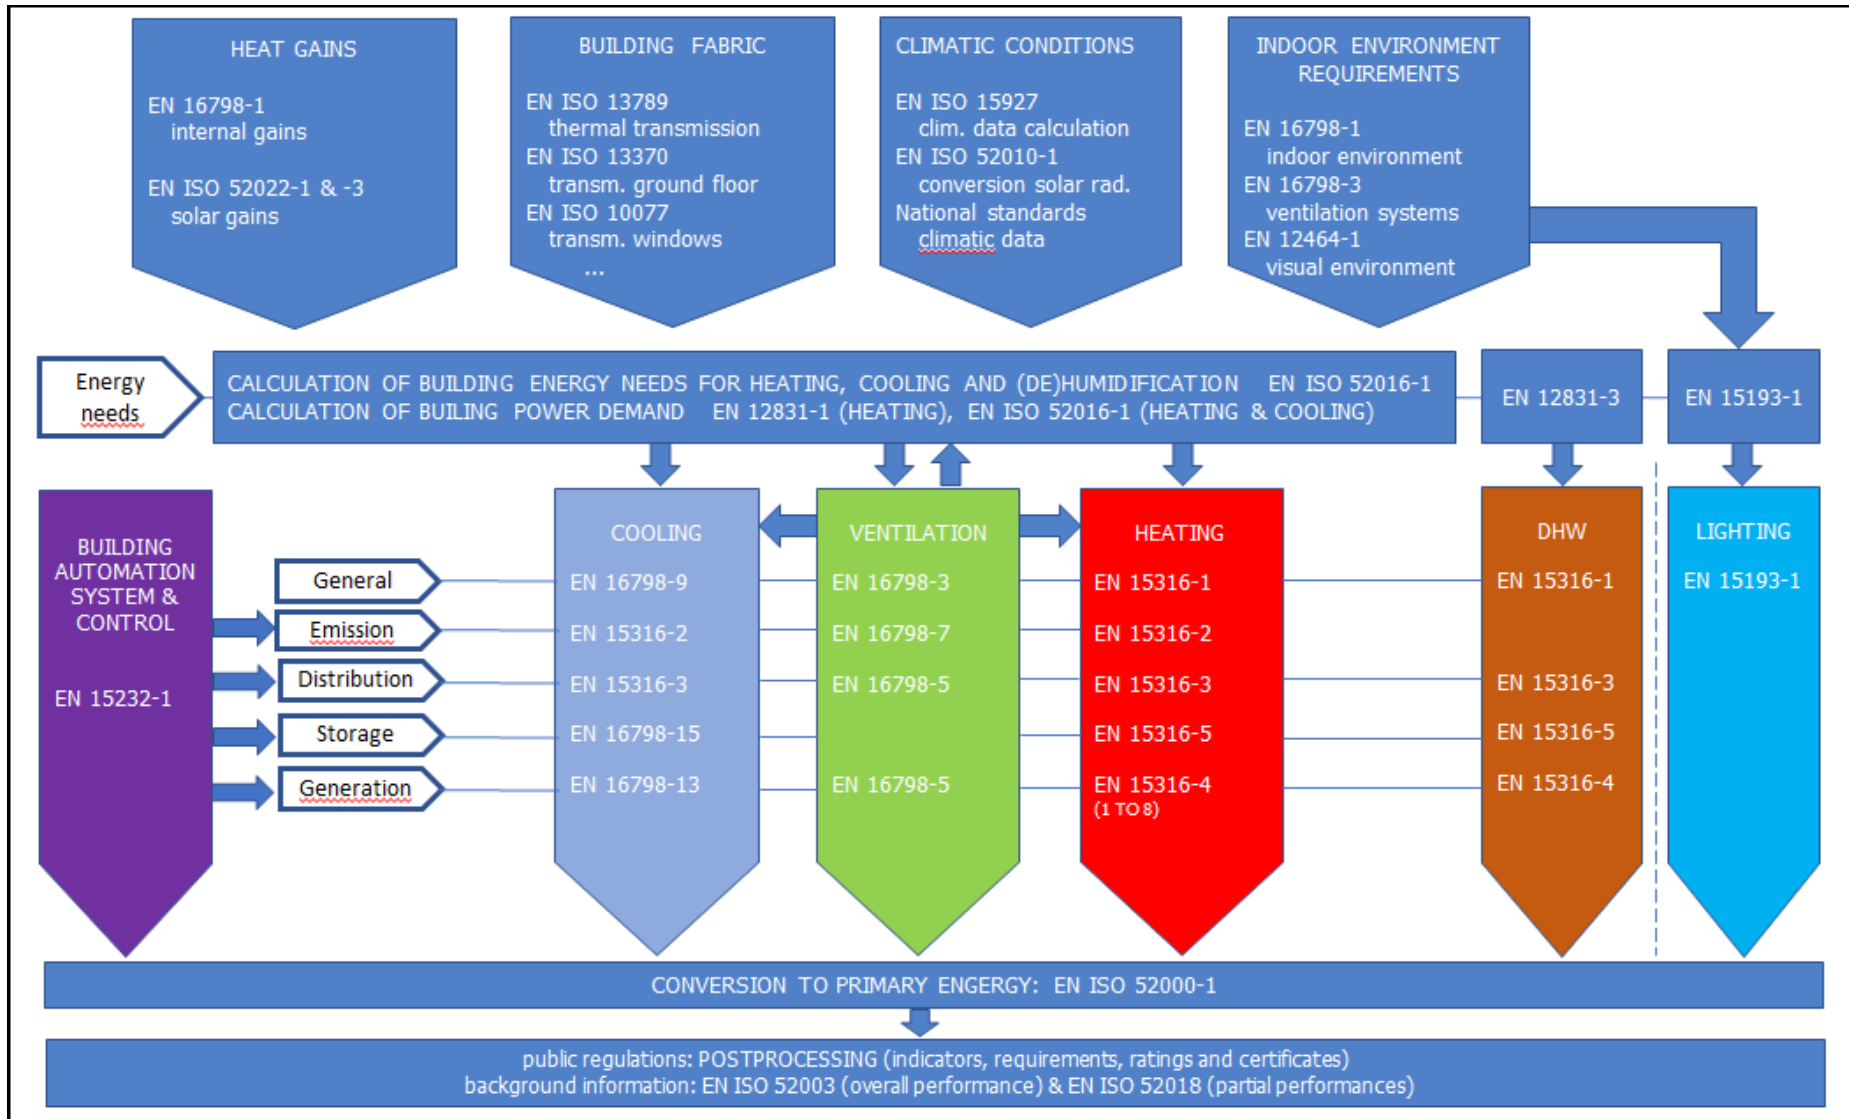 HEAT GAINS
EN 16798-1
internal gains
EN ISO 52022-1 & -3
solar gains
BUILDING FABRIC
EN ISO 13789
thermal transmission
EN ISO 13370
transm. ground floor
EN ISO 10077
transm. windows
...
CLIMATIC CONDITIONS
EN ISO 15927
clim. data calculation
EN ISO 52010-1
conversion solar rad.
National standards
climatic data
INDOOR ENVIRONMENT
REQUIREMENTS
EN 16798-1
indoor environment
EN 16798-3
ventilation systems
EN 12464-1
visual environment
Energy
needs
CALCULATION OF BUILDING ENERGY NEEDS FOR HEATING, COOLING AND (DE)HUMIDIFICATION EN ISO 52016-1
CALCULATION OF BUILING POWER DEMAND EN 12831-1 (HEATING), EN ISO 52016-1 (HEATING & COOLING)
EN 12831-3
EN 15193-1
BUILDING
AUTOMATION
SYSTEM &
CONTROL
EN 15232-1
General
Emission
Distribution
Storage
Generation
COOLING
EN 16798-9
EN 15316-2
EN 15316-3
EN 16798-15
EN 16798-13
VENTILATION
EN 16798-3
EN 16798-7
EN 16798-5
EN 16798-5
HEATING
EN 15316-1
EN 15316-2
EN 15316-3
EN 15316-5
EN 15316-4
(1 TO 8)
DHW
EN 15316-1
EN 15316-3
EN 15316-5
EN 15316-4
LIGHTING
EN 15193-1
CONVERSION TO PRIMARY ENGERGY: EN ISO 52000-1
public regulations: POSTPROCESSING (indicators, requirements, ratings and certificates)
background information: EN ISO 52003 (overall performance) & EN ISO 52018 (partial performances)